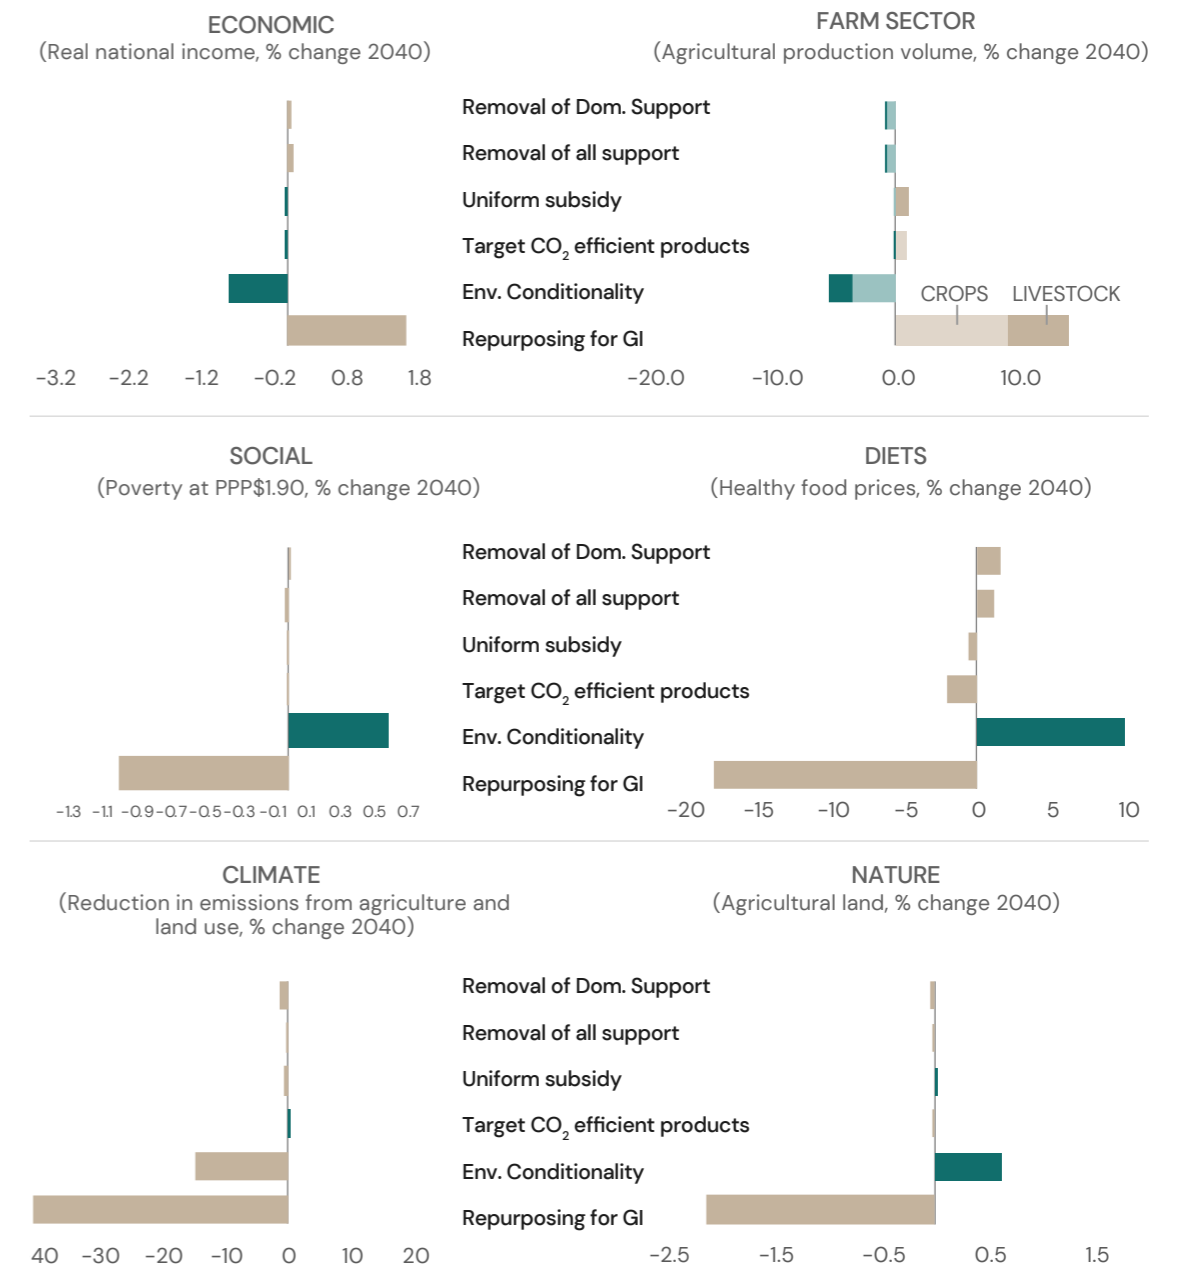 ECONOMIC
(Real national income, % change 2040)
FARM SECTOR
(Agricultural production volume, % change 2040)
Removal of Dom. Support
Removal of all support
Uniform subsidy
Target CO₂ efficient products
Env. Conditionality
CROPS LIVESTOCK
Repurposing for GI
-3.2 -2.2 -1.2 -0.2 0.8 1.8
-20.0 -10.0 0.0 10.0
SOCIAL
(Poverty at PPP$1.90, % change 2040)
DIETS
(Healthy food prices, % change 2040)
Removal of Dom. Support
Removal of all support
Uniform subsidy
Target CO₂ efficient products
Env. Conditionality
Repurposing for GI
-1.3 -1.1 -0.9 -0.7 -0.5 -0.3 -0.1 0.1 0.3 0.5 0.7
-20 -15 -10 -5 0 5 10
CLIMATE
(Reduction in emissions from agriculture and
land use, % change 2040)
NATURE
(Agricultural land, % change 2040)
Removal of Dom. Support
Removal of all support
Uniform subsidy
Target CO₂ efficient products
Env. Conditionality
Repurposing for GI
40 -30 -20 -10 0 10 20
-2.5 -1.5 -0.5 0.5 1.5